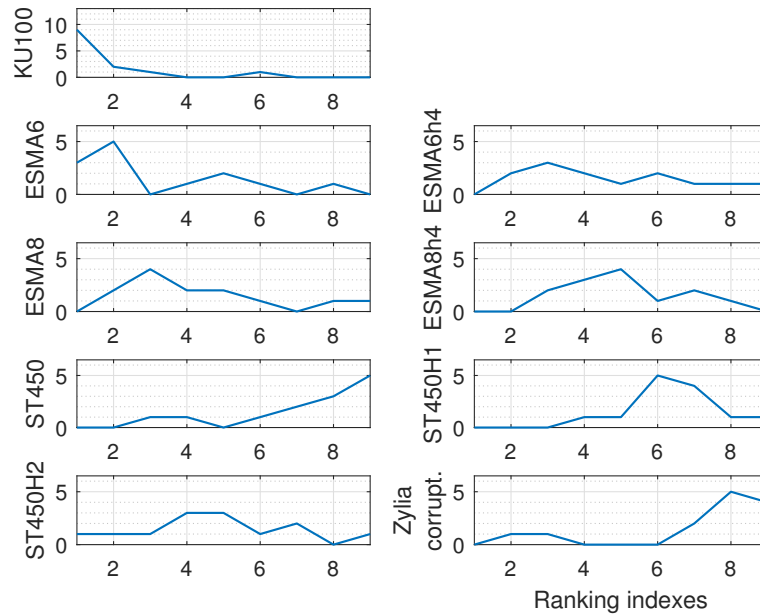 KU100
10
5
0
2 4 6 8
ESMA6
5
0
2 4 6 8
ESMA6h4
5
0
2 4 6 8
ESMA8
5
0
2 4 6 8
ESMA8h4
5
0
2 4 6 8
ST450
5
0
2 4 6 8
ST450H1
5
0
2 4 6 8
ST450H2
5
0
2 4 6 8
Zylia
corrupt.
5
0
2 4 6 8
Ranking indexes